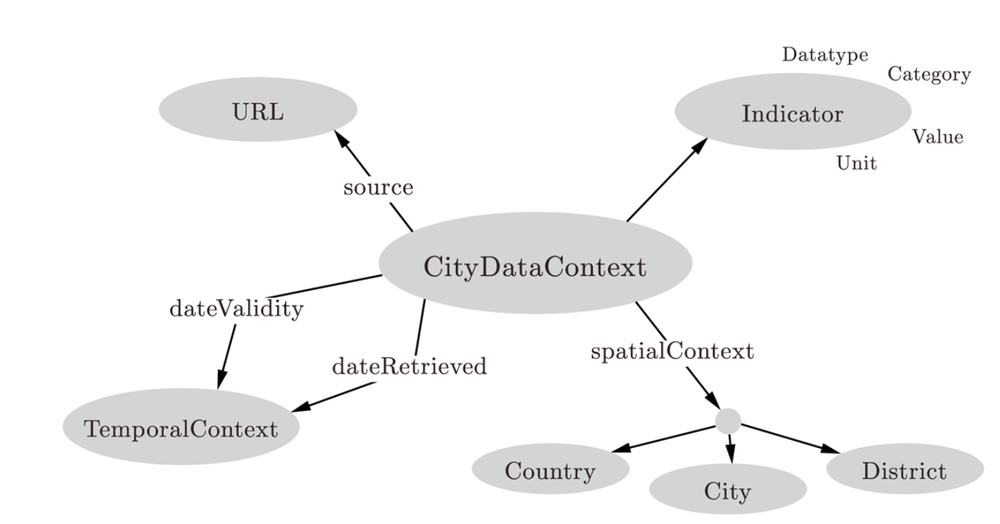 Datatype
Category
URL
Indicator
Value
Unit
source
CityDataContext
dateValidity
spatialContext
dateRetrieved
TemporalContext
Country
City
District